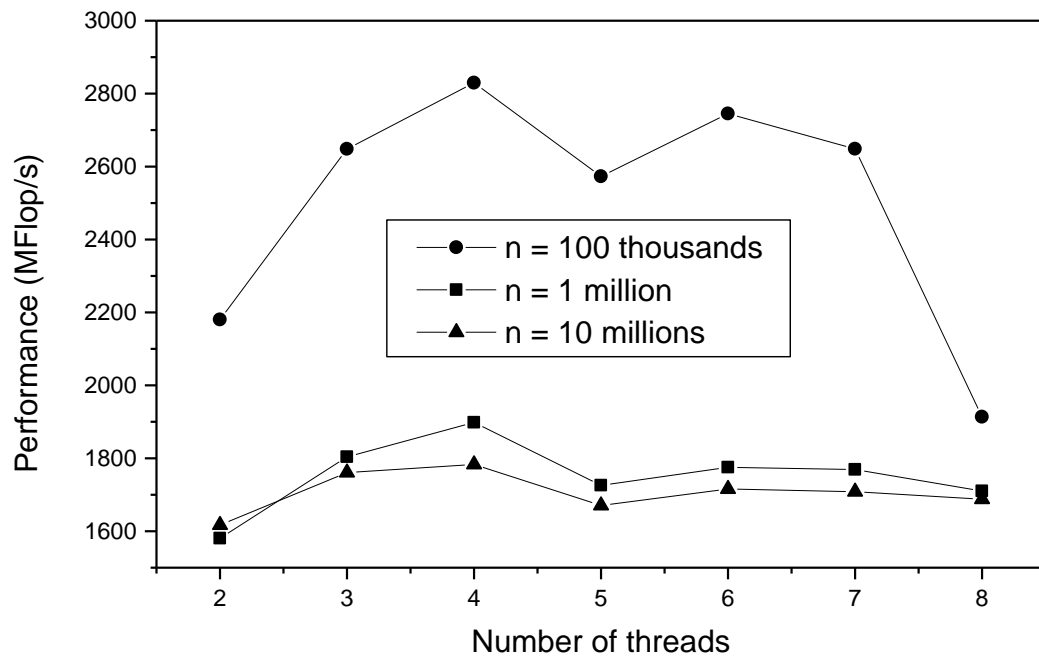 3000
2800
2600
2400
2200
2000
1800
1600
Performance (MFlop/s)
n = 100 thousands
n = 1 million
n = 10 millions
2 3 4 5 6 7 8
Number of threads